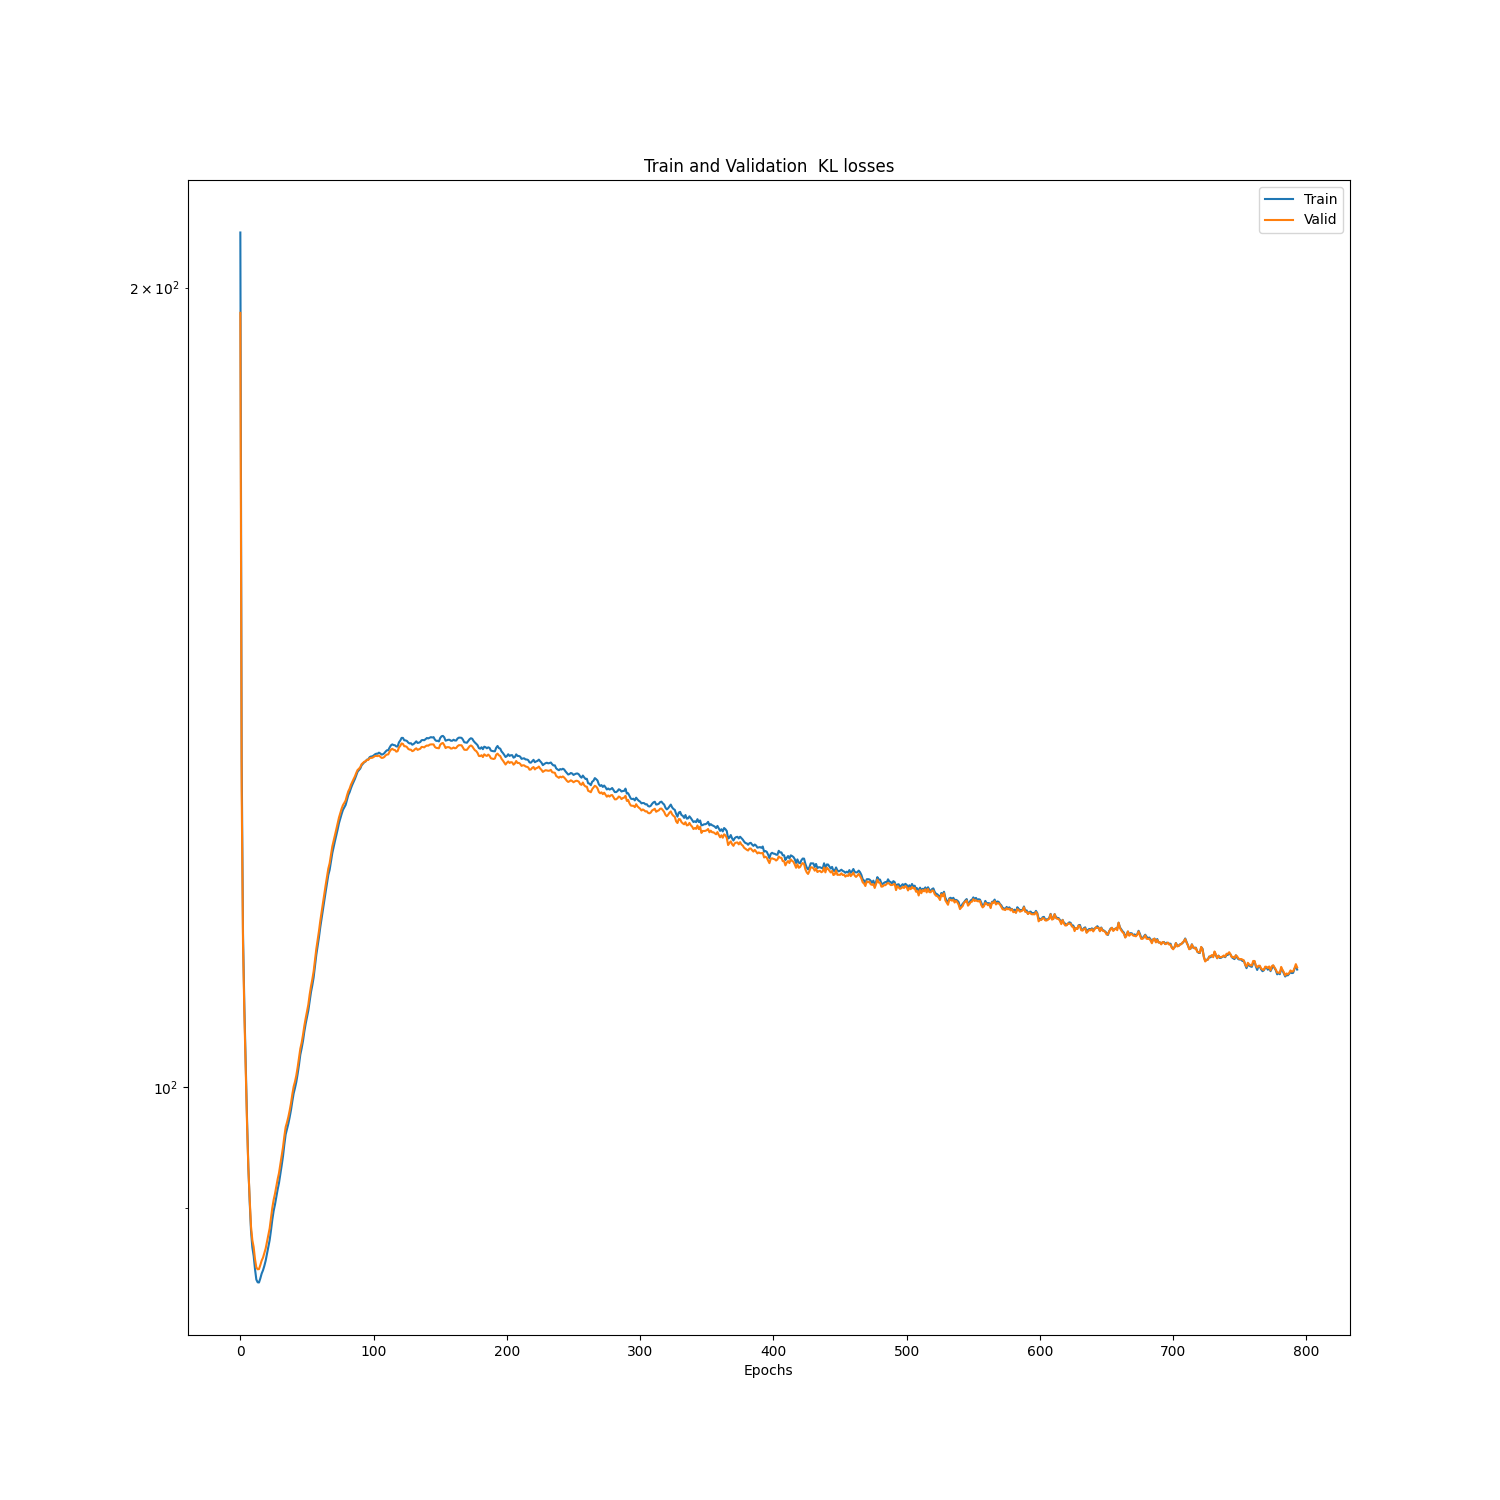 Train and Validation  KL losses
Train
Valid
2 × 10²
10²
0 100 200 300 400 500 600 700 800
Epochs